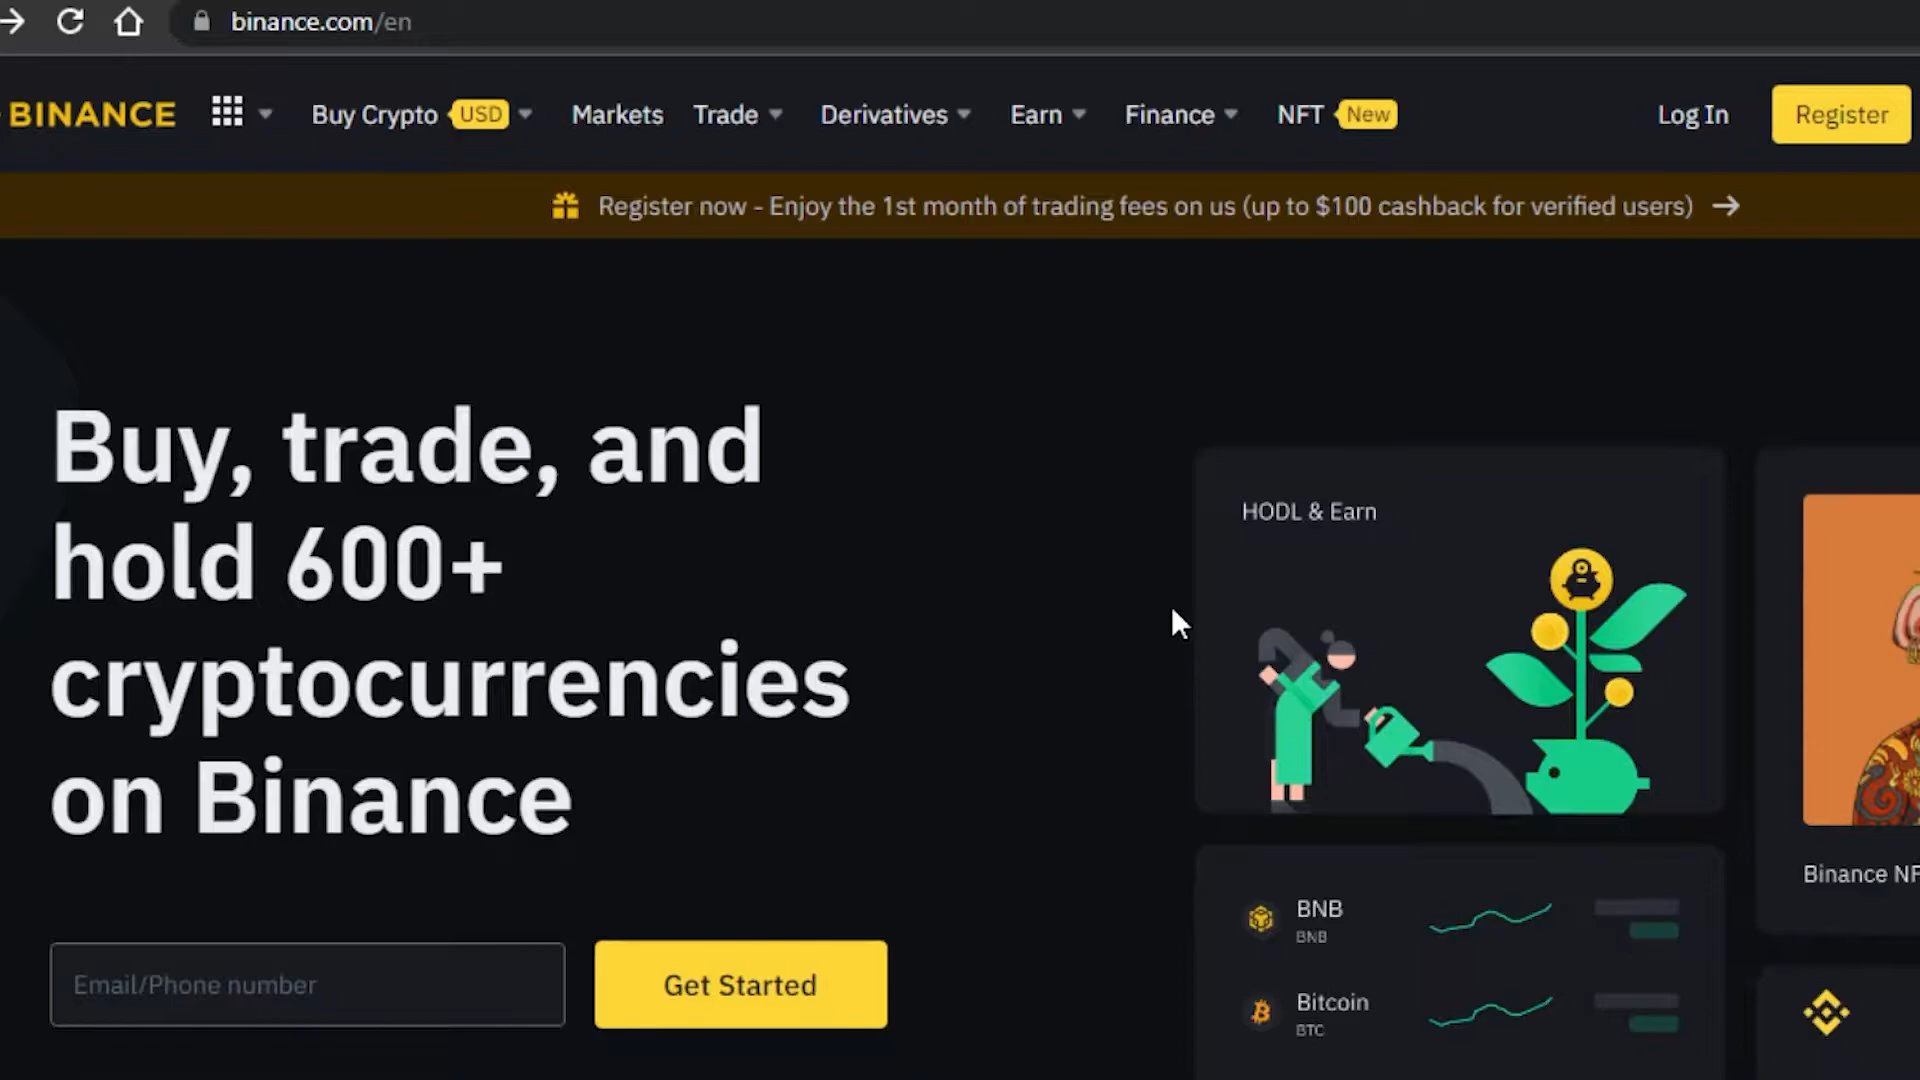 binance.com/en
BINANCE Buy Crypto USD Markets Trade Derivatives Earn Finance NFT New Log In Register
Register now - Enjoy the 1st month of trading fees on us (up to $100 cashback for verified users)
Buy, trade, and
hold 600+
cryptocurrencies
on Binance
Email/Phone number
Get Started
HODL & Earn
BNB
BNB
Bitcoin
BTC
Binance